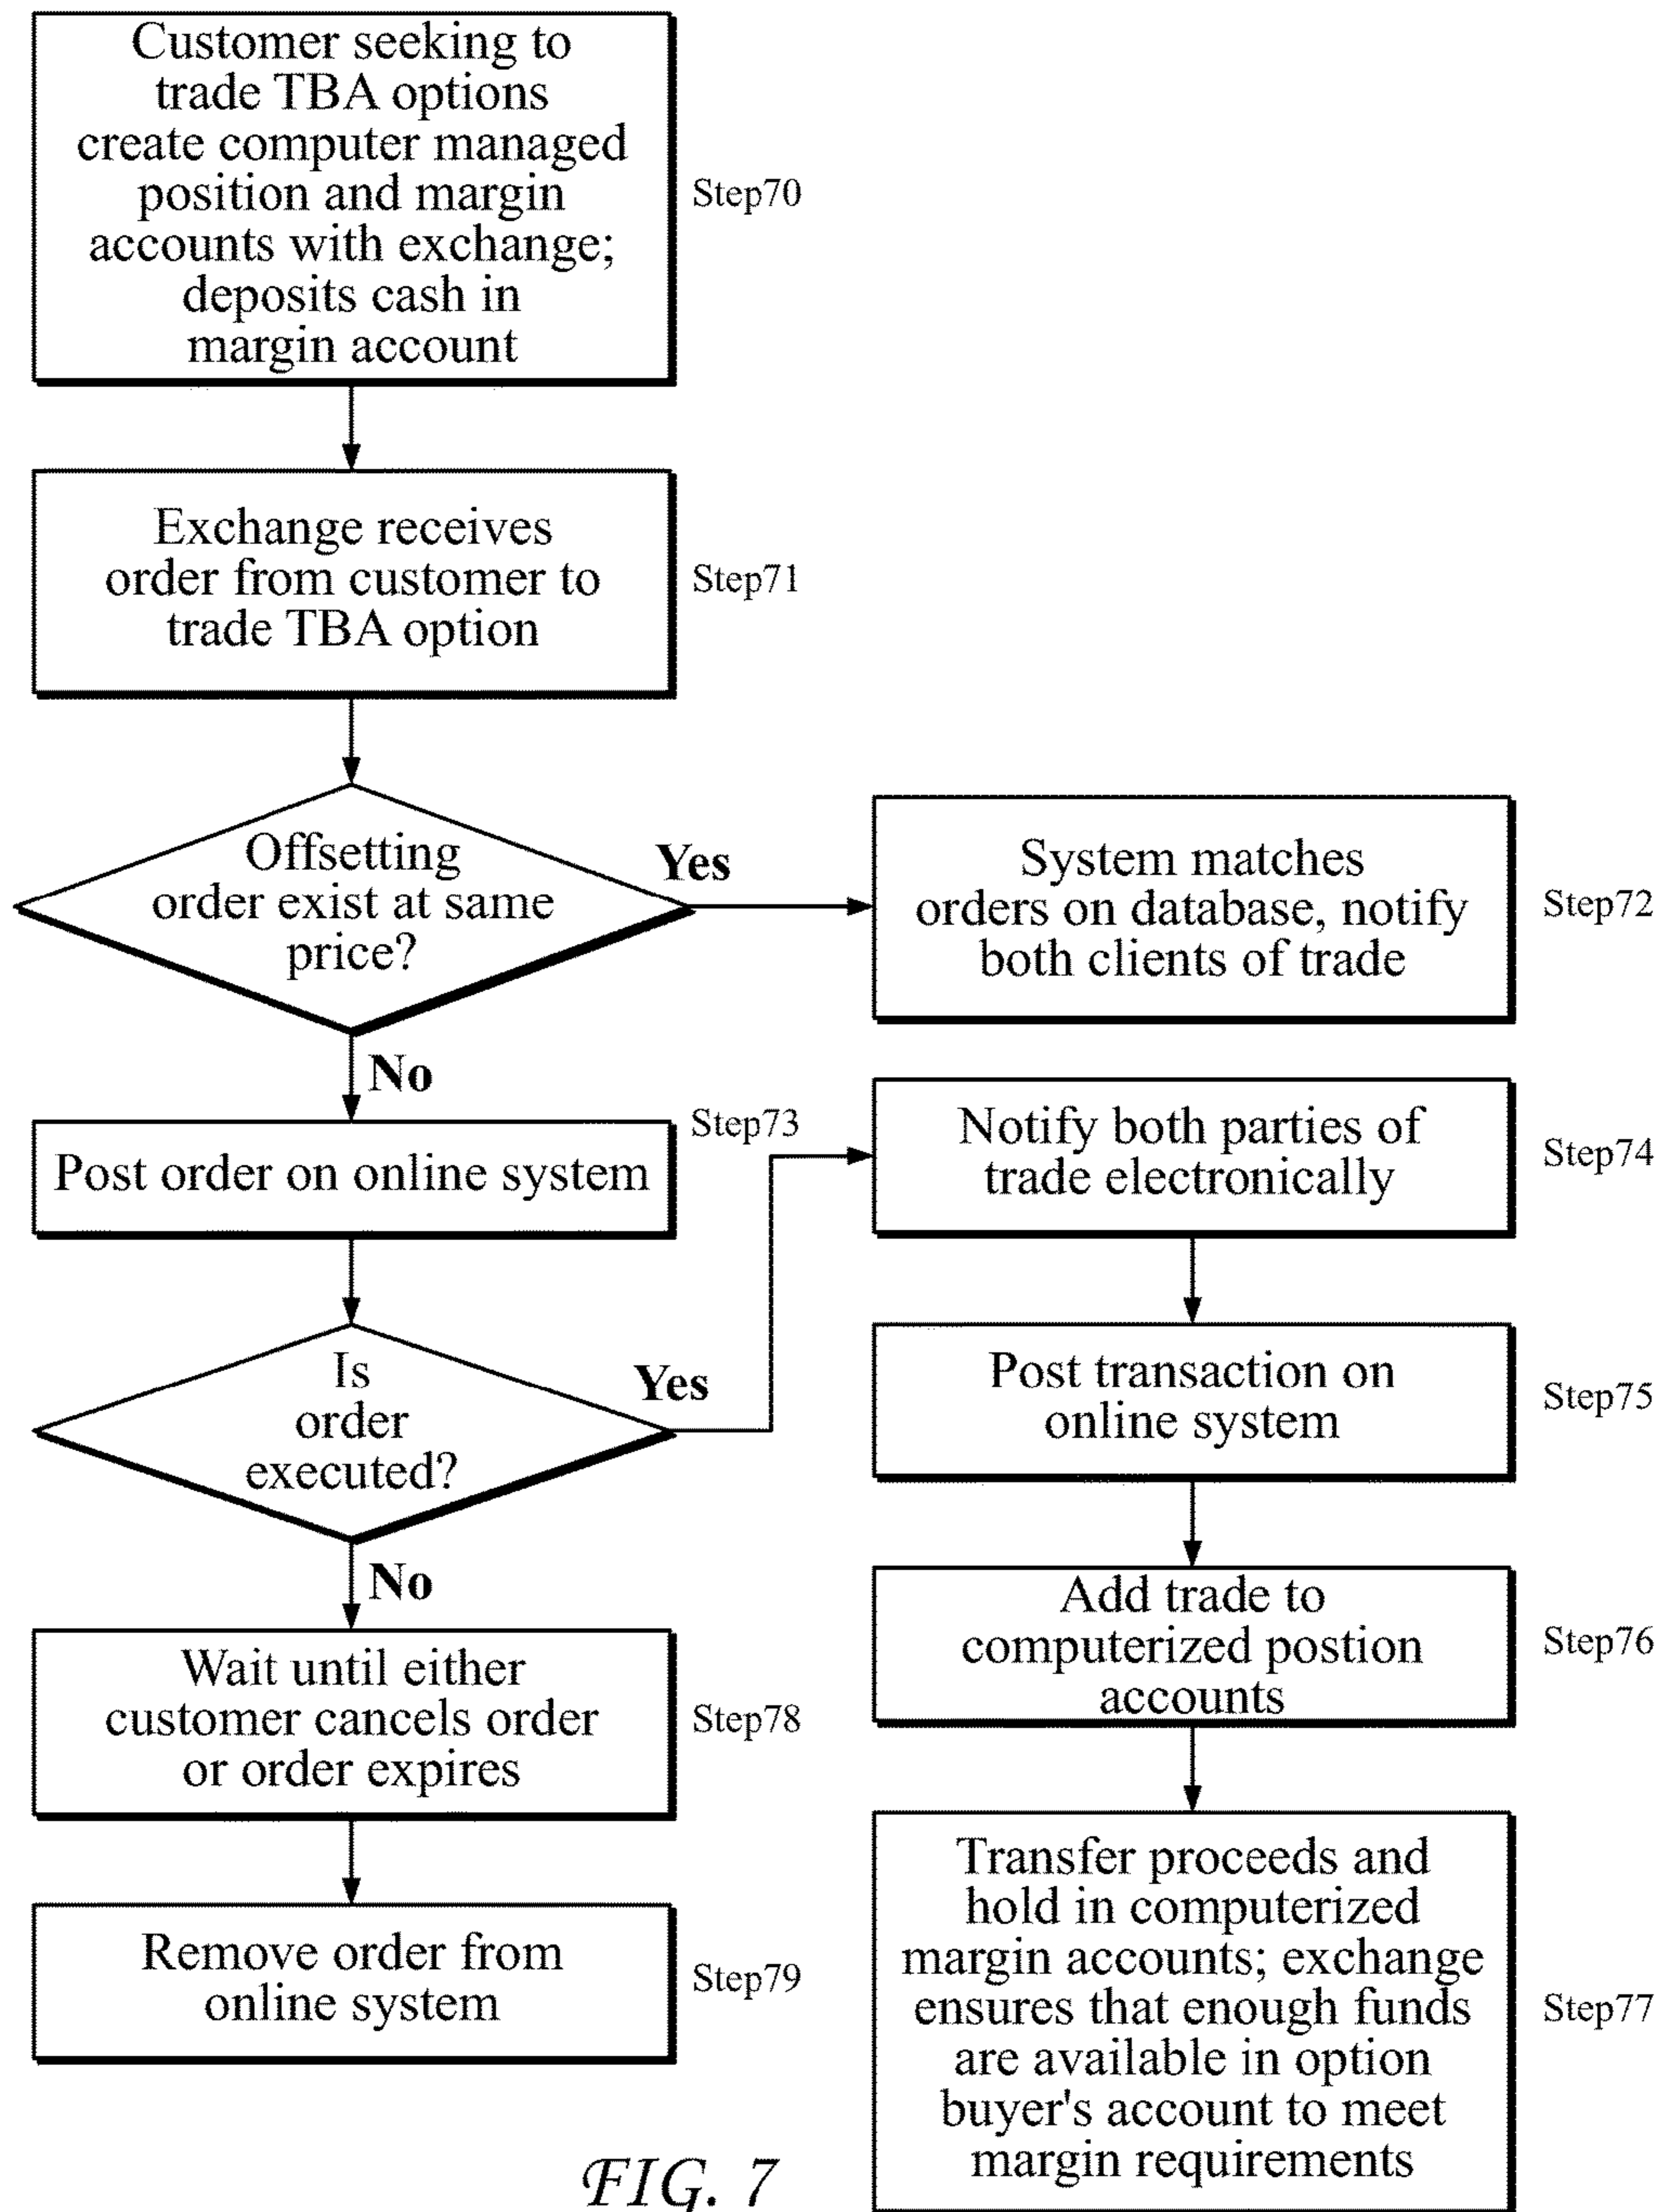 Customer seeking to
trade TBA options
create computer managed
position and margin
accounts with exchange;
deposits cash in
margin account
Step70
Exchange receives
order from customer to
trade TBA option
Step71
Offsetting
order exist at same
price?
Yes
System matches
orders on database, notify
both clients of trade
Step72
No
Post order on online system
Step73
Is
order
executed?
Yes
Notify both parties of
trade electronically
Step74
Post transaction on
online system
Step75
Add trade to
computerized postion
accounts
Step76
Transfer proceeds and
hold in computerized
margin accounts; exchange
ensures that enough funds
are available in option
buyer's account to meet
margin requirements
Step77
No
Wait until either
customer cancels order
or order expires
Step78
Remove order from
online system
Step79
FIG. 7